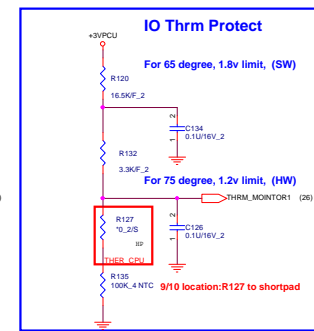 IO Thrm Protect
+3VPCU
For 65 degree, 1.8v limit, (SW)
R120
16.5K/F_2
2
C134
0.1U/16V_2
1
R132
3.3K/F_2
For 75 degree, 1.2v limit, (HW)
THRM_MOINTOR1 (26)
R127
*0_2/S
HP
2
C126
0.1U/16V_2
1
THER_CPU
R135
100K_4 NTC
9/10 location:R127 to shortpad